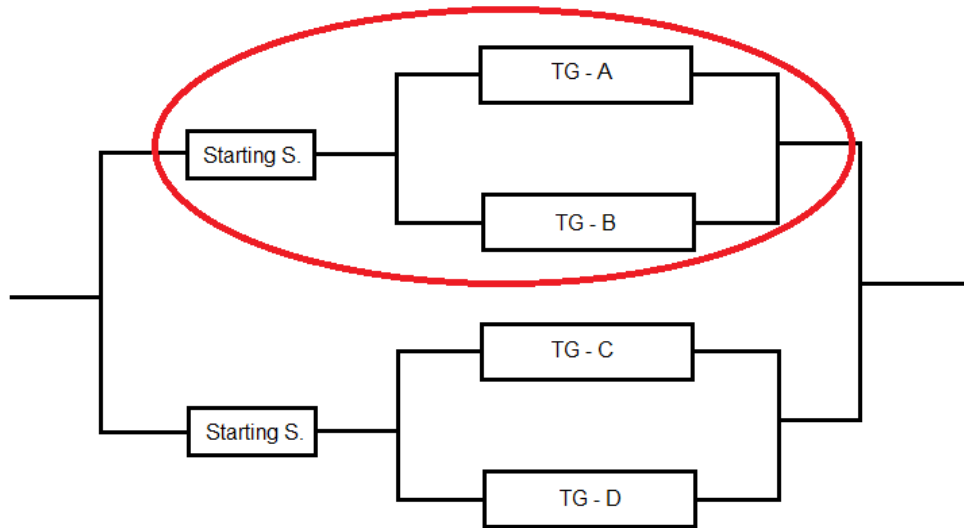 TG - A
Starting S.
TG - B
TG - C
Starting S.
TG - D